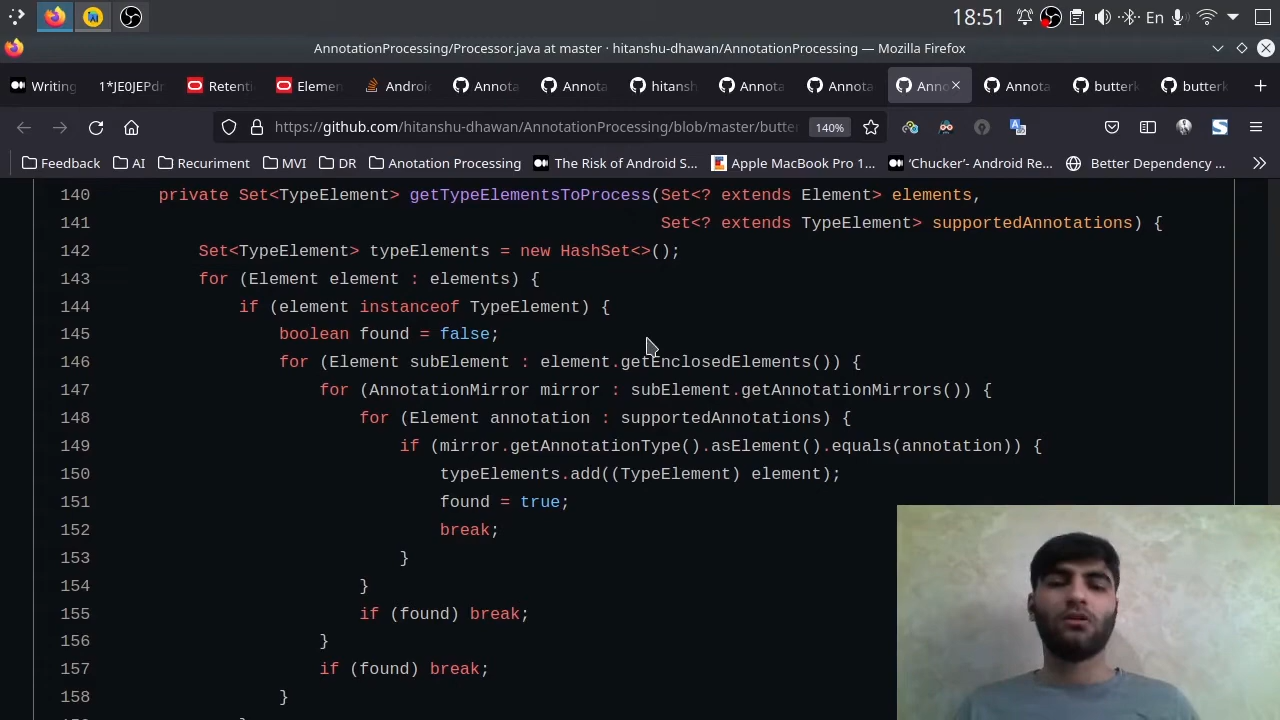 18:51
En
AnnotationProcessing/Processor.java at master · hitanshu-dhawan/AnnotationProcessing — Mozilla Firefox
Writing
1*JE0JEPdr
Retenti
Elemen
Androi
Annota
Annota
hitansh
Annota
Annota
Anno
Annota
butterk
butterk
https://github.com/hitanshu-dhawan/AnnotationProcessing/blob/master/butter
140%
Feedback
AI
Recruriment
MVI
DR
Anotation Processing
The Risk of Android S...
Apple MacBook Pro 1...
‘Chucker’- Android Re...
Better Dependency ...
140 private Set<TypeElement> getTypeElementsToProcess(Set<? extends Element> elements,
141 Set<? extends TypeElement> supportedAnnotations) {
142 Set<TypeElement> typeElements = new HashSet<>();
143 for (Element element : elements) {
144 if (element instanceof TypeElement) {
145 boolean found = false;
146 for (Element subElement : element.getEnclosedElements()) {
147 for (AnnotationMirror mirror : subElement.getAnnotationMirrors()) {
148 for (Element annotation : supportedAnnotations) {
149 if (mirror.getAnnotationType().asElement().equals(annotation)) {
150 typeElements.add((TypeElement) element);
151 found = true;
152 break;
153 }
154 }
155 if (found) break;
156 }
157 if (found) break;
158 }